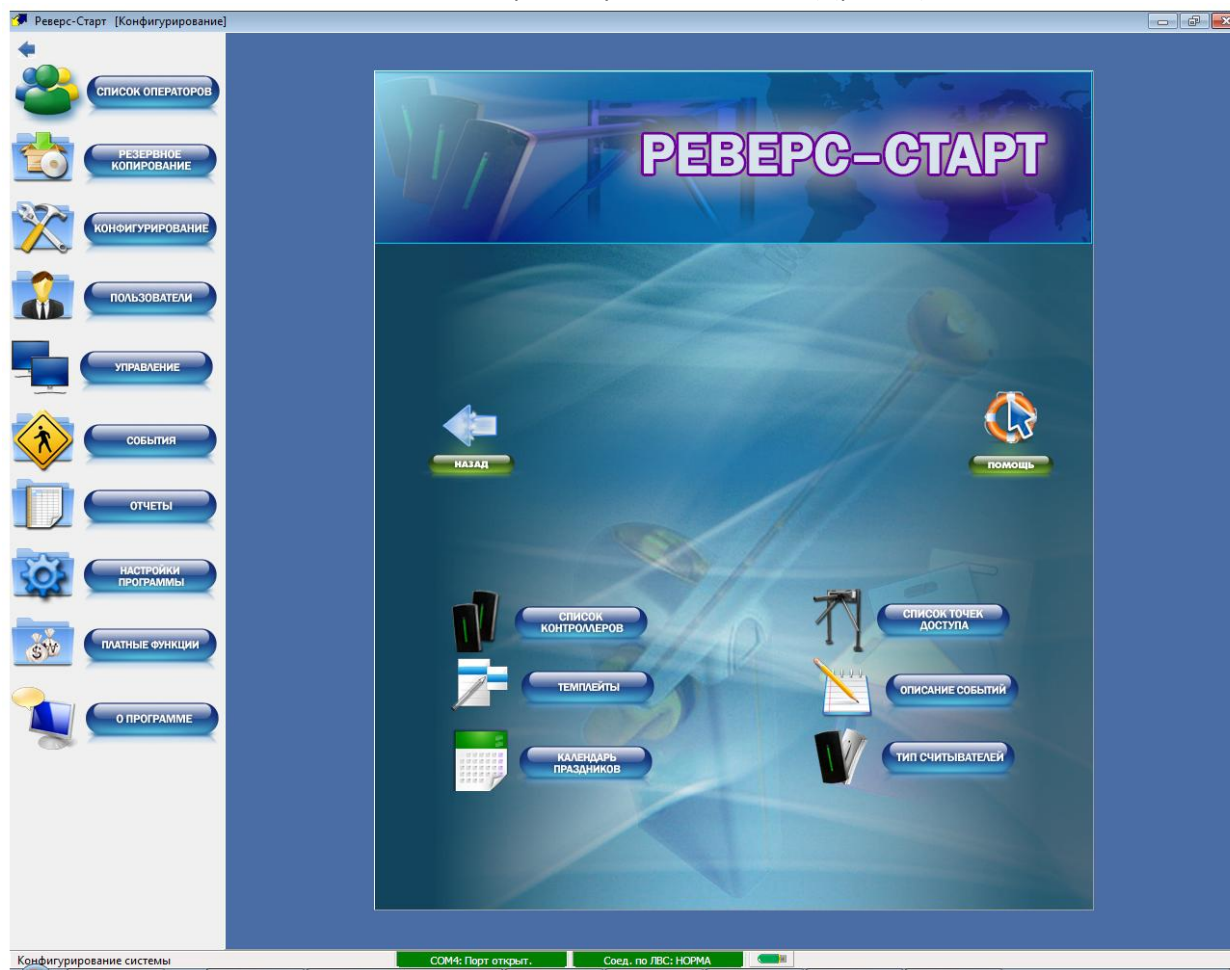 Реверс-Старт [Конфигурирование]
СПИСОК ОПЕРАТОРОВ
РЕЗЕРВНОЕ
КОПИРОВАНИЕ
КОНФИГУРИРОВАНИЕ
ПОЛЬЗОВАТЕЛИ
УПРАВЛЕНИЕ
СОБЫТИЯ
ОТЧЕТЫ
НАСТРОЙКИ
ПРОГРАММЫ
ПЛАТНЫЕ ФУНКЦИИ
О ПРОГРАММЕ
РЕВЕРС-СТАРТ
НАЗАД
ПОМОЩЬ
СПИСОК
КОНТРОЛЛЕРОВ
СПИСОК ТОЧЕК
ДОСТУПА
ТЕМПЛЕЙТЫ
ОПИСАНИЕ СОБЫТИЙ
КАЛЕНДАРЬ
ПРАЗДНИКОВ
ТИП СЧИТЫВАТЕЛЕЙ
Конфигурирование системы
COM4: Порт открыт.
Соед. по ЛВС: НОРМА